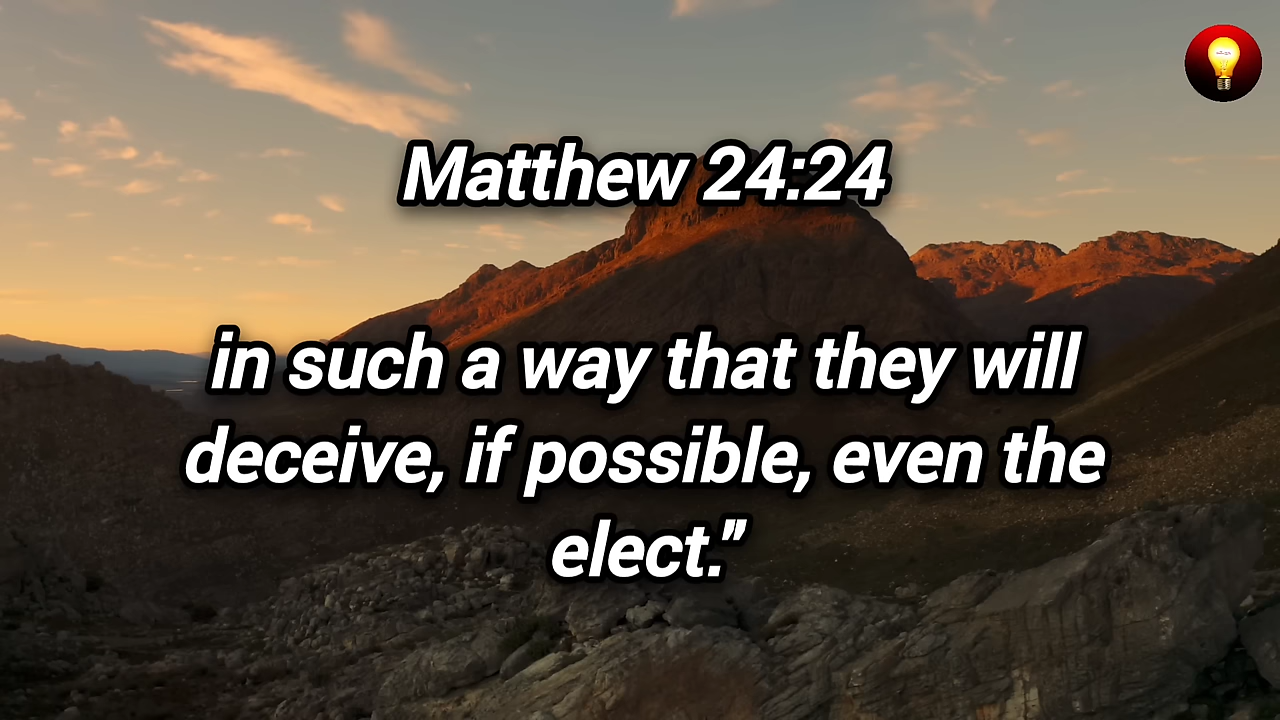 Matthew 24:24
in such a way that they will
deceive, if possible, even the
elect."